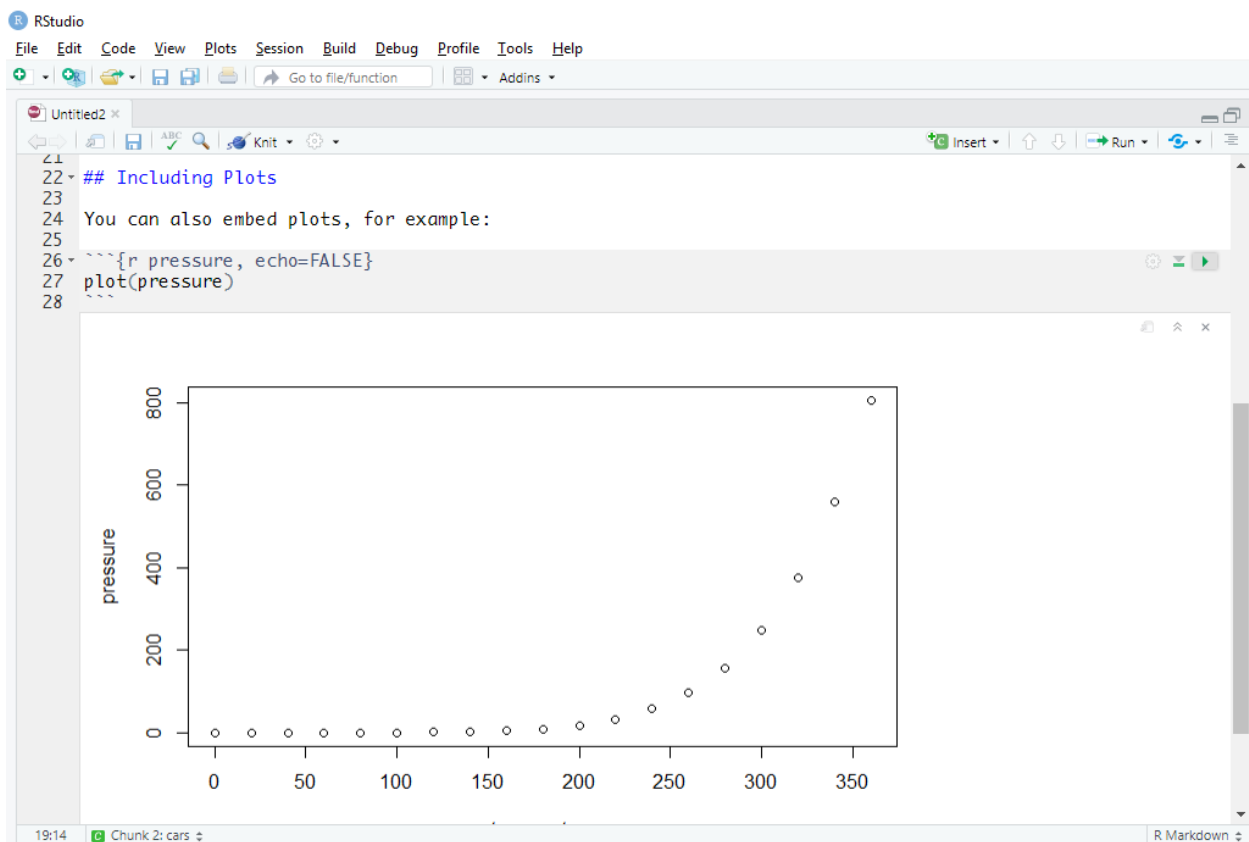 RStudio
File Edit Code View Plots Session Build Debug Profile Tools Help
Go to file/function Addins
Untitled2
ABC Knit Insert Run
21
22 ## Including Plots
23
24 You can also embed plots, for example:
25
26 ```{r pressure, echo=FALSE}
27 plot(pressure)
28 ```
800
600
400
200
0
pressure
0 50 100 150 200 250 300 350
19:14 C Chunk 2: cars R Markdown